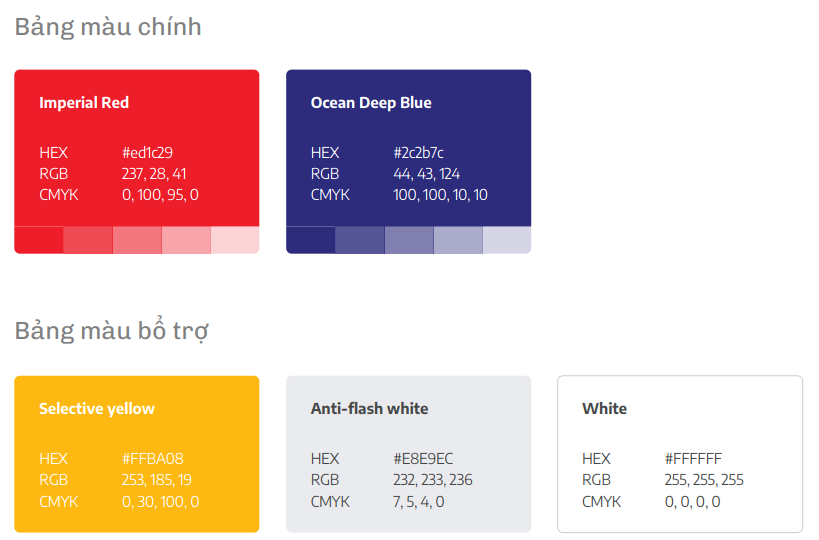 Bảng màu chính
Imperial Red
HEX #ed1c29
RGB 237, 28, 41
CMYK 0, 100, 95, 0
Ocean Deep Blue
HEX #2c2b7c
RGB 44, 43, 124
CMYK 100, 100, 10, 10
Bảng màu bổ trợ
Selective yellow
HEX #FFBA08
RGB 253, 185, 19
CMYK 0, 30, 100, 0
Anti-flash white
HEX #E8E9EC
RGB 232, 233, 236
CMYK 7, 5, 4, 0
White
HEX #FFFFFF
RGB 255, 255, 255
CMYK 0, 0, 0, 0